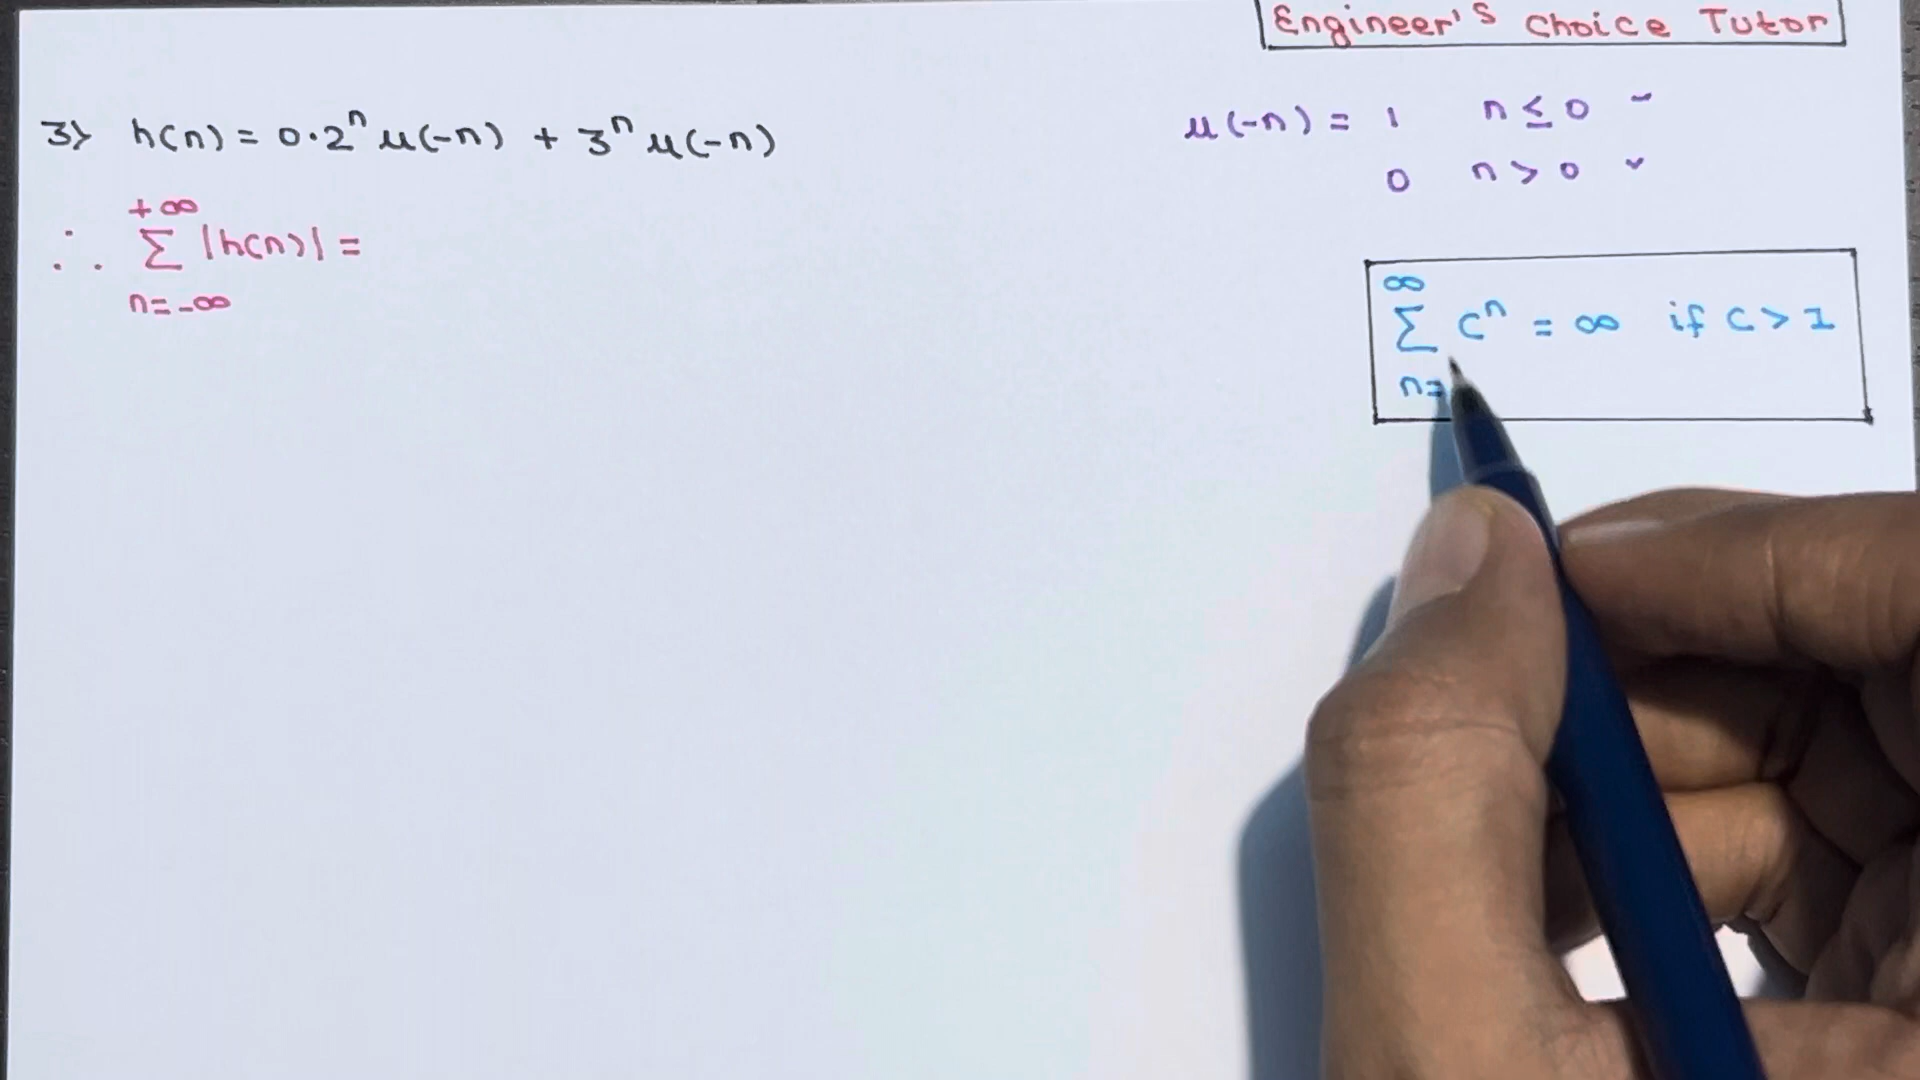 Engineer's Choice Tutor
3) h(n) = 0.2ⁿ u(-n) + 3ⁿ u(-n)
u(-n) = 1 n ≤ 0
0 n > 0
+∞
∴ Σ |h(n)| =
n=-∞
∞
Σ Cⁿ = ∞ if C > 1
n=